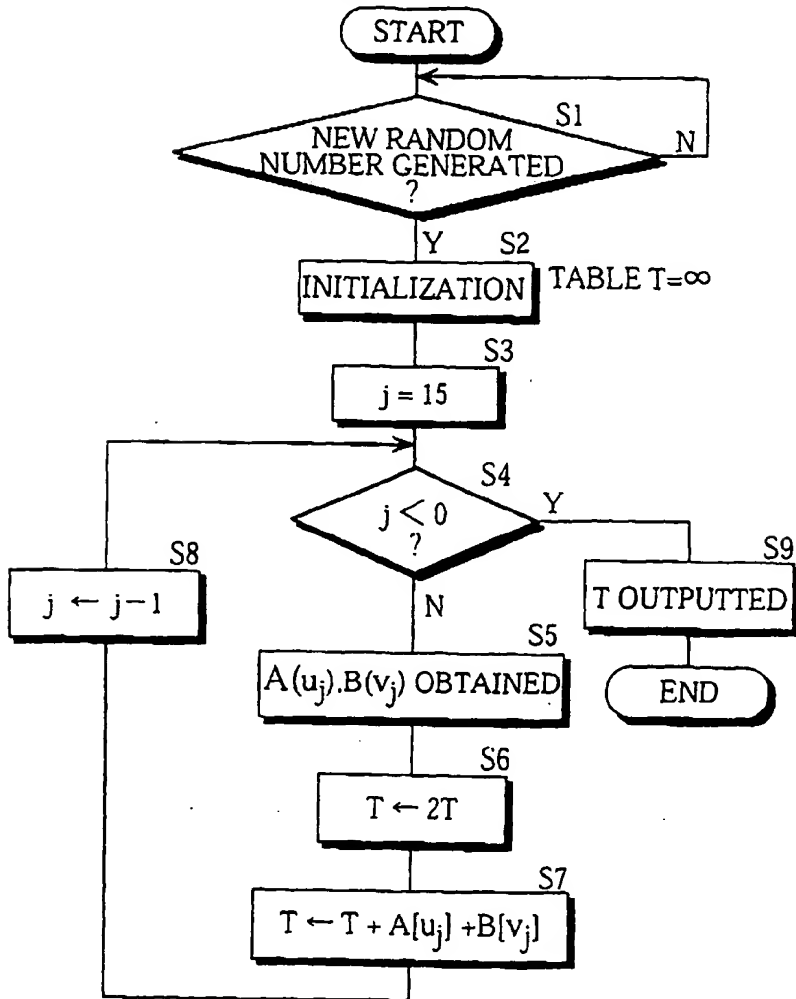 START
S1
NEW RANDOM
NUMBER GENERATED
?
N
Y
S2
INITIALIZATION
TABLE T=∞
S3
j = 15
S4
j < 0
?
Y
N
S8
j ← j−1
S9
T OUTPUTTED
END
S5
A(uj).B(vj) OBTAINED
S6
T ← 2T
S7
T ← T + A[uj] +B[vj]